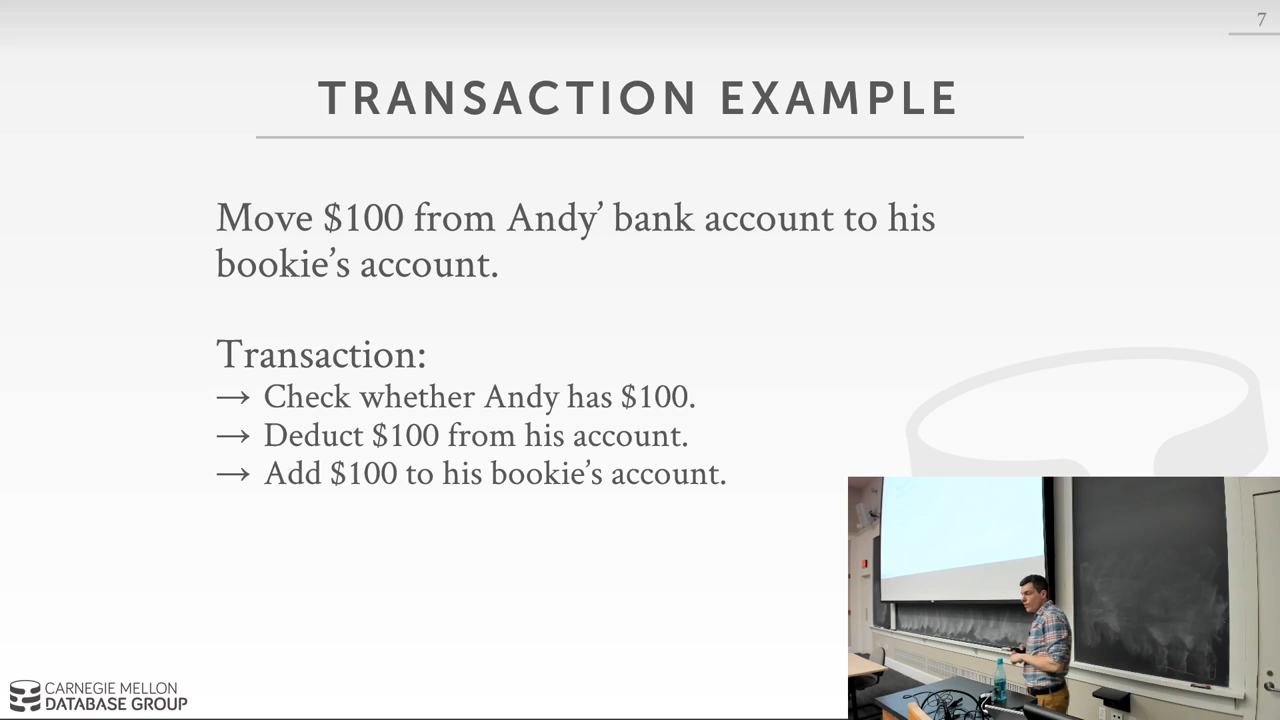 7
TRANSACTION EXAMPLE
Move $100 from Andy’ bank account to his
bookie’s account.
Transaction:
→ Check whether Andy has $100.
→ Deduct $100 from his account.
→ Add $100 to his bookie’s account.
CARNEGIE MELLON
DATABASE GROUP